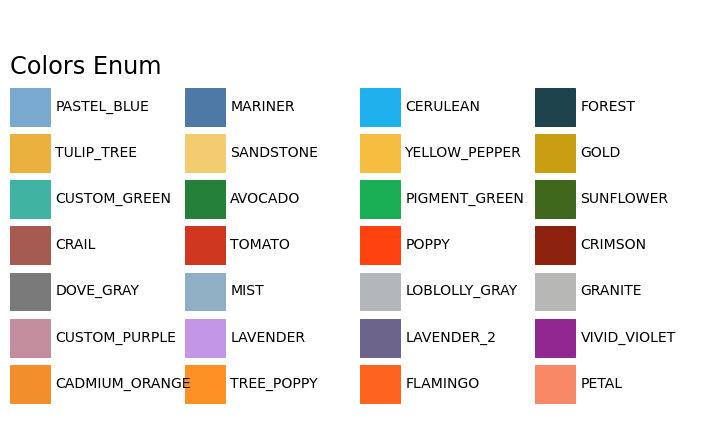 Colors Enum
PASTEL_BLUE MARINER CERULEAN FOREST
TULIP_TREE SANDSTONE YELLOW_PEPPER GOLD
CUSTOM_GREEN AVOCADO PIGMENT_GREEN SUNFLOWER
CRAIL TOMATO POPPY CRIMSON
DOVE_GRAY MIST LOBLOLLY_GRAY GRANITE
CUSTOM_PURPLE LAVENDER LAVENDER_2 VIVID_VIOLET
CADMIUM_ORANGE TREE_POPPY FLAMINGO PETAL